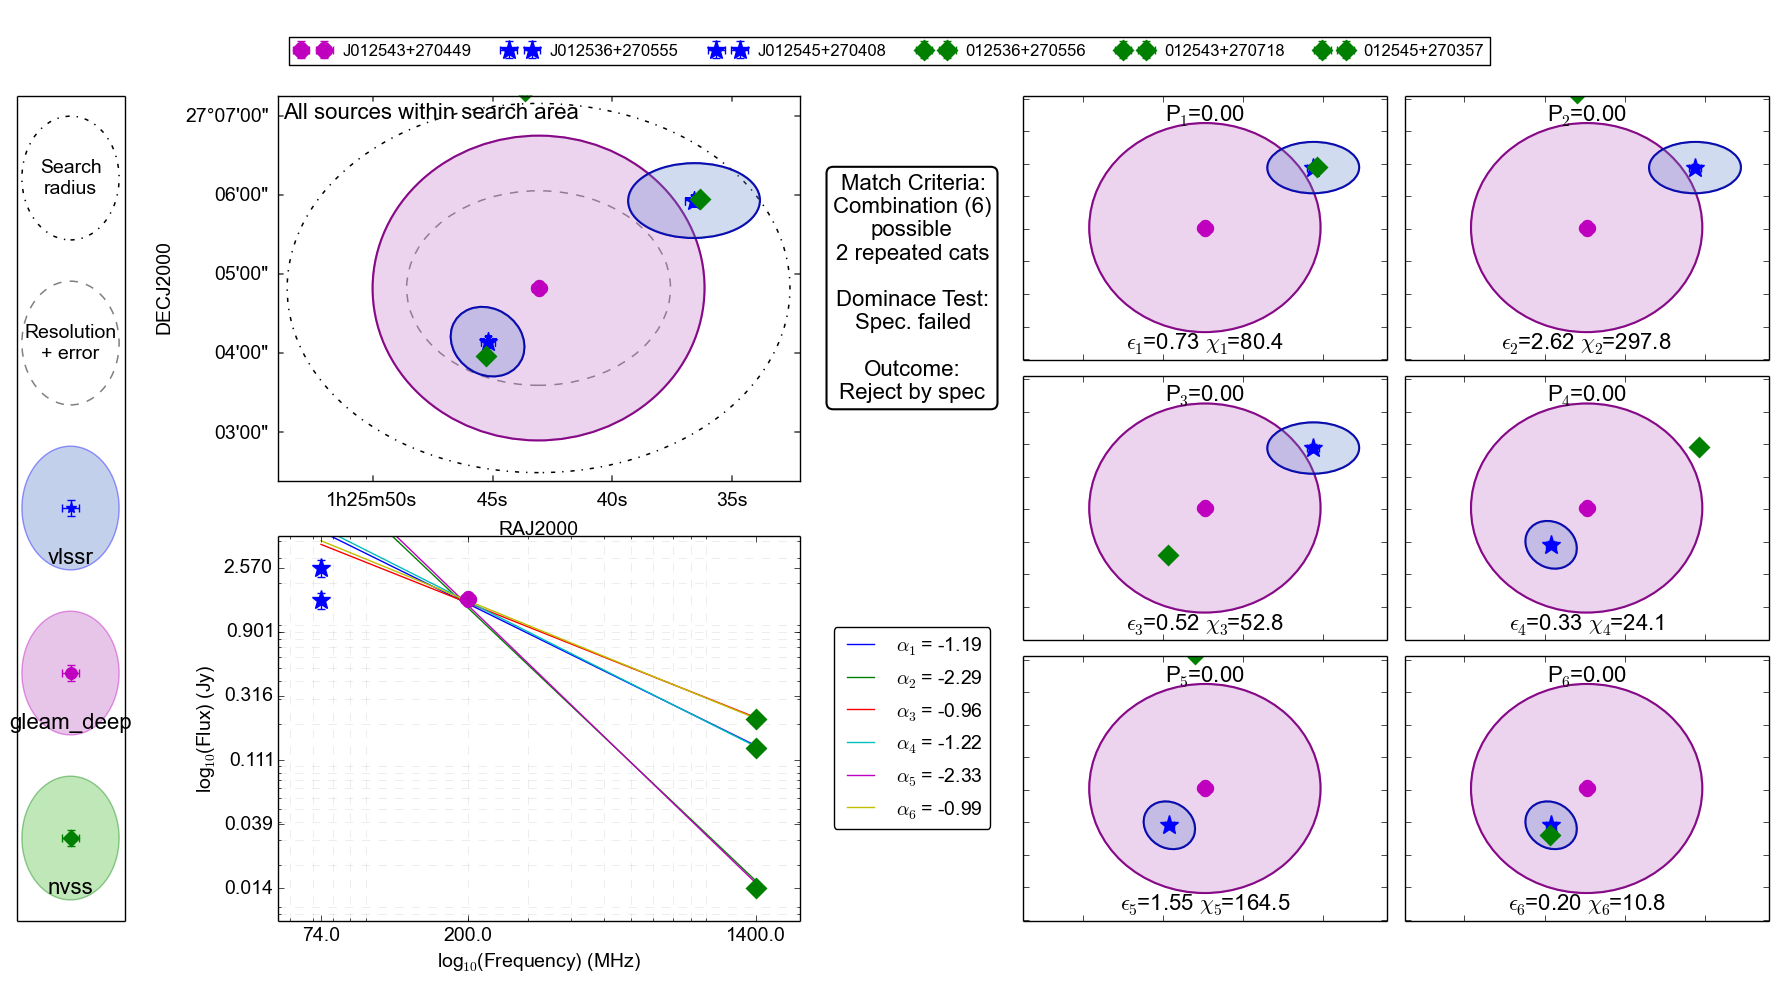 J012543+270449
J012536+270555
J012545+270408
012536+270556
012543+270718
012545+270357
Search
radius
Resolution
+ error
vlssr
gleam_deep
nvss
All sources within search area
27°07'00"
06'00"
05'00"
04'00"
03'00"
DECJ2000
1h25m50s
45s
40s
35s
RAJ2000
Match Criteria:
Combination (6)
possible
2 repeated cats
Dominace Test:
Spec. failed
Outcome:
Reject by spec
2.570
0.901
0.316
0.111
0.039
0.014
log₁₀(Flux) (Jy)
74.0
200.0
1400.0
log₁₀(Frequency) (MHz)
α₁ = -1.19
α₂ = -2.29
α₃ = -0.96
α₄ = -1.22
α₅ = -2.33
α₆ = -0.99
P₁=0.00
ϵ₁=0.73 χ₁=80.4
P₂=0.00
ϵ₂=2.62 χ₂=297.8
P₃=0.00
ϵ₃=0.52 χ₃=52.8
P₄=0.00
ϵ₄=0.33 χ₄=24.1
P₅=0.00
ϵ₅=1.55 χ₅=164.5
P₆=0.00
ϵ₆=0.20 χ₆=10.8